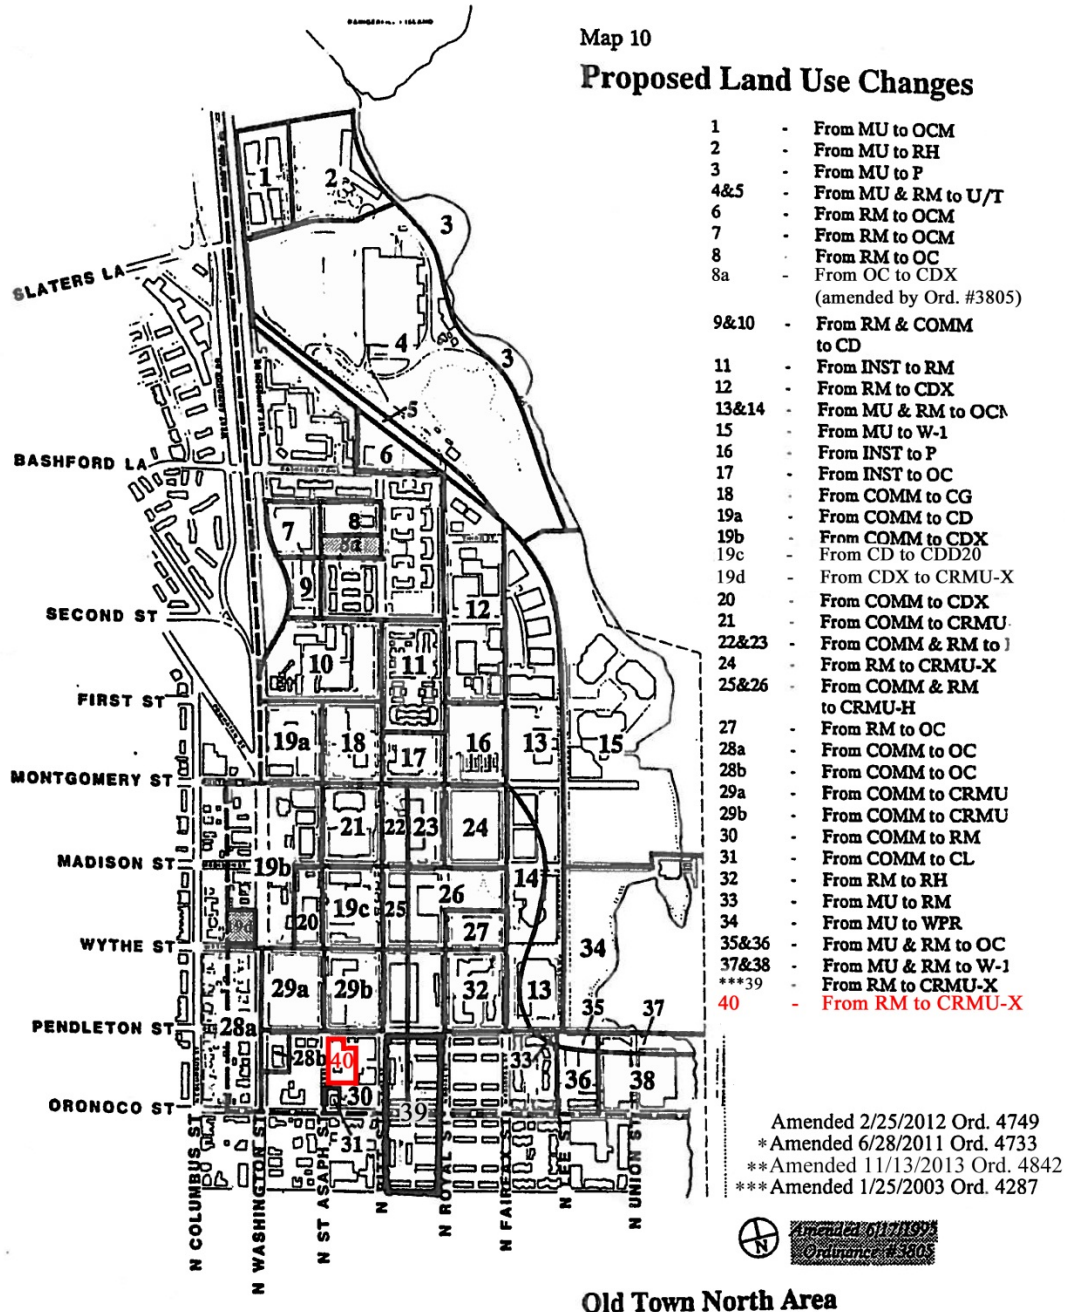 Map 10
Proposed Land Use Changes
1 - From MU to OCM
2 - From MU to RH
3 - From MU to P
4&5 - From MU & RM to U/T
6 - From RM to OCM
7 - From RM to OCM
8 - From RM to OC
8a - From OC to CDX
(amended by Ord. #3805)
9&10 - From RM & COMM
to CD
11 - From INST to RM
12 - From RM to CDX
13&14 - From MU & RM to OCM
15 - From MU to W-1
16 - From INST to P
17 - From INST to OC
18 - From COMM to CG
19a - From COMM to CD
19b - From COMM to CDX
19c - From CD to CDD20
19d - From CDX to CRMU-X
20 - From COMM to CDX
21 - From COMM to CRMU
22&23 - From COMM & RM to
24 - From RM to CRMU-X
25&26 - From COMM & RM
to CRMU-H
27 - From RM to OC
28a - From COMM to OC
28b - From COMM to OC
29a - From COMM to CRMU
29b - From COMM to CRMU
30 - From COMM to RM
31 - From COMM to CL
32 - From RM to RH
33 - From MU to RM
34 - From MU to WPR
35&36 - From MU & RM to OC
37&38 - From MU & RM to W-1
***39 - From RM to CRMU-X
40 - From RM to CRMU-X
1
2
3
SLATERS LA
4
3
5
BASHFORD LA
6
7
8
8a
9
12
SECOND ST
10
11
FIRST ST
19a
18
17
16
13
15
MONTGOMERY ST
21
22
23
24
MADISON ST
19b
20
19c
25
26
27
14
34
WYTHE ST
29a
29b
32
13
35
37
PENDLETON ST
28a
28b
40
33
36
38
30
39
ORONOCO ST
31
N COLUMBUS ST
N WASHINGTON ST
N ST ASAPH ST
N
N ROYAL ST
N FAIRFAX ST
N LEE ST
N UNION ST
Amended 2/25/2012 Ord. 4749
*Amended 6/28/2011 Ord. 4733
**Amended 11/13/2013 Ord. 4842
***Amended 1/25/2003 Ord. 4287
N
Amended 6/17/1995
Ordinance #3805
Old Town North Area